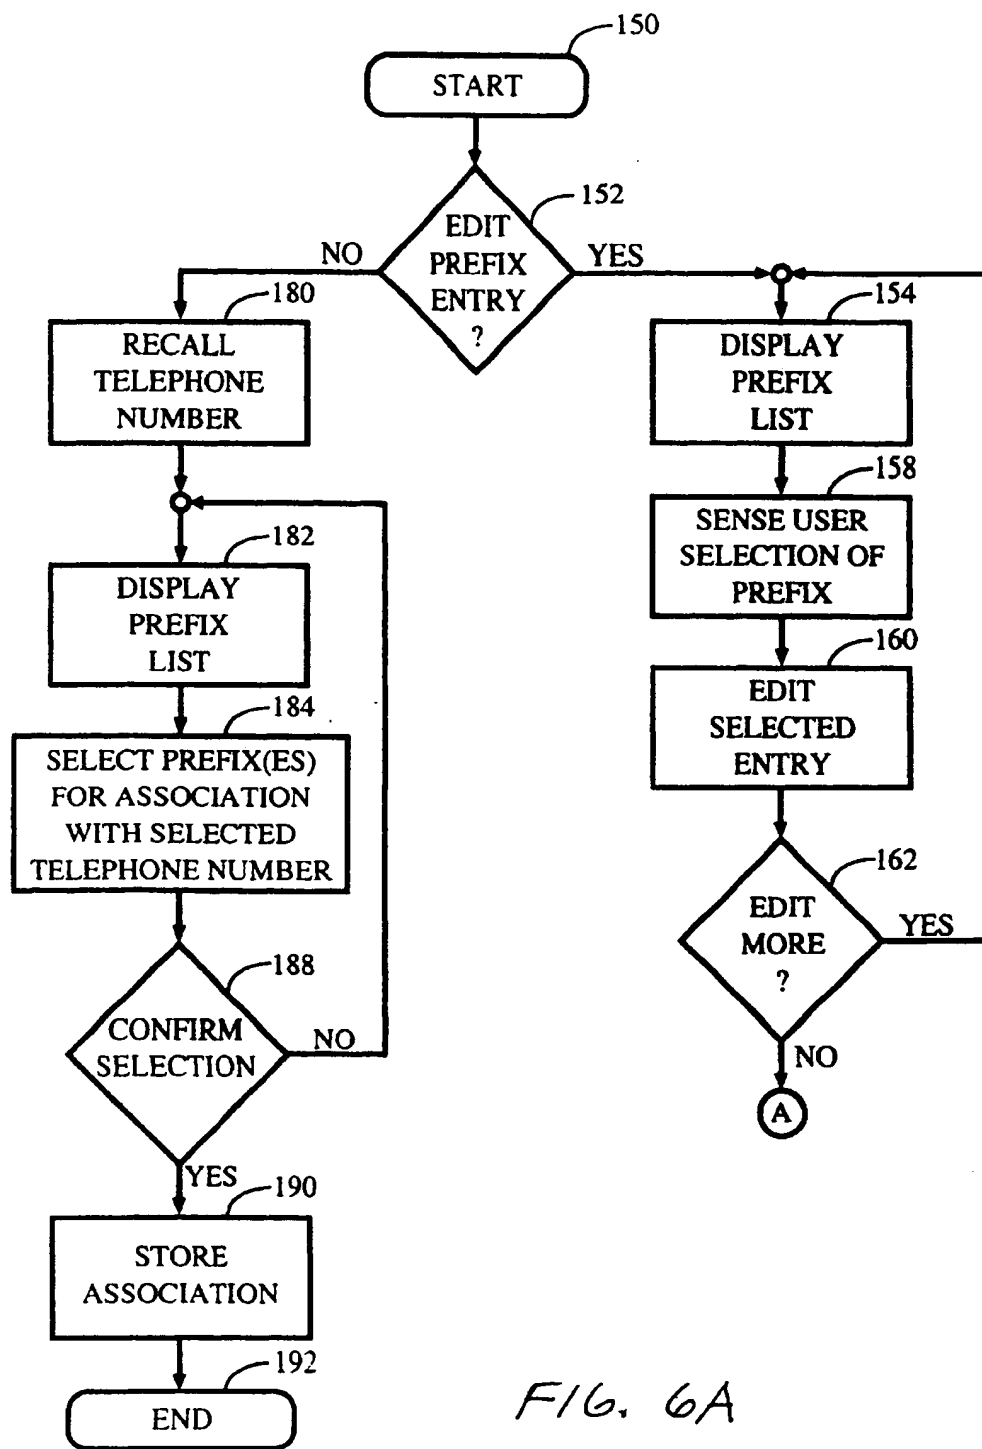 150
START
152
EDIT
PREFIX
ENTRY
?
NO
YES
180
RECALL
TELEPHONE
NUMBER
154
DISPLAY
PREFIX
LIST
182
DISPLAY
PREFIX
LIST
158
SENSE USER
SELECTION OF
PREFIX
184
SELECT PREFIX(ES)
FOR ASSOCIATION
WITH SELECTED
TELEPHONE NUMBER
160
EDIT
SELECTED
ENTRY
162
EDIT
MORE
?
YES
NO
A
188
CONFIRM
SELECTION
NO
YES
190
STORE
ASSOCIATION
192
END
FIG. 6A